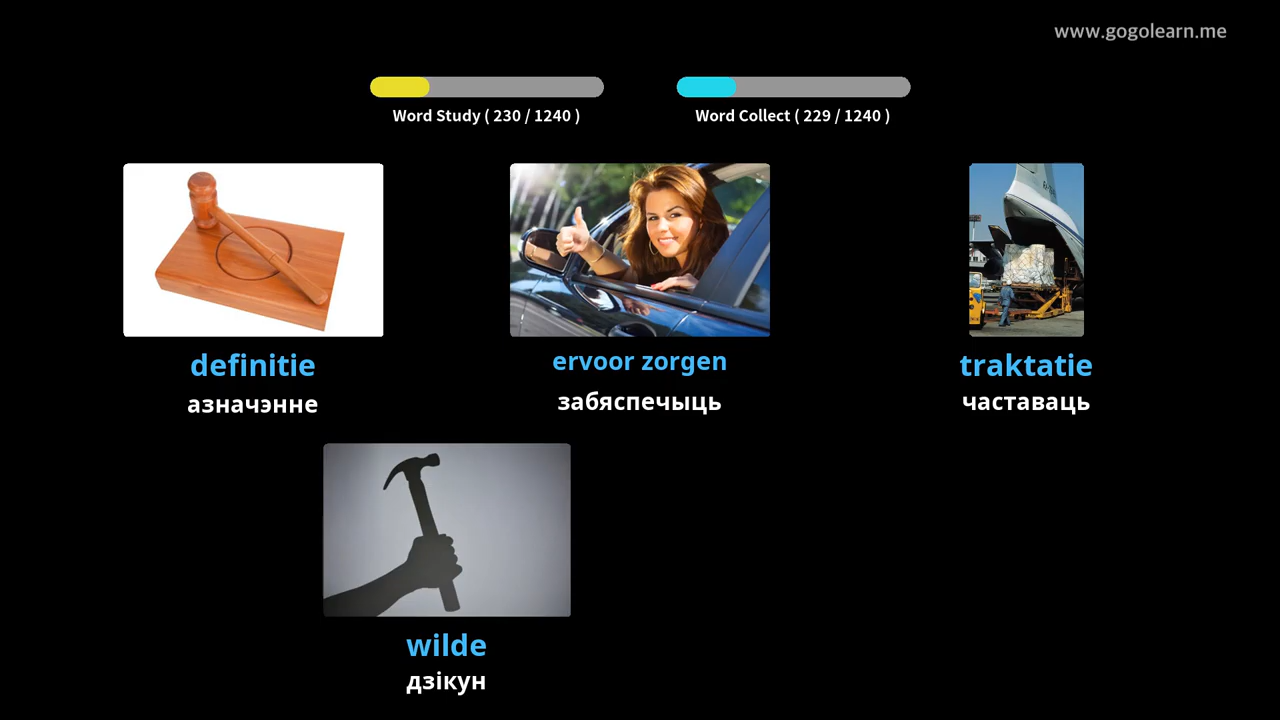 www.gogolearn.me
Word Study ( 230 / 1240 )
Word Collect ( 229 / 1240 )
definitie
азначэнне
ervoor zorgen
забяспечыць
traktatie
частаваць
wilde
дзікун